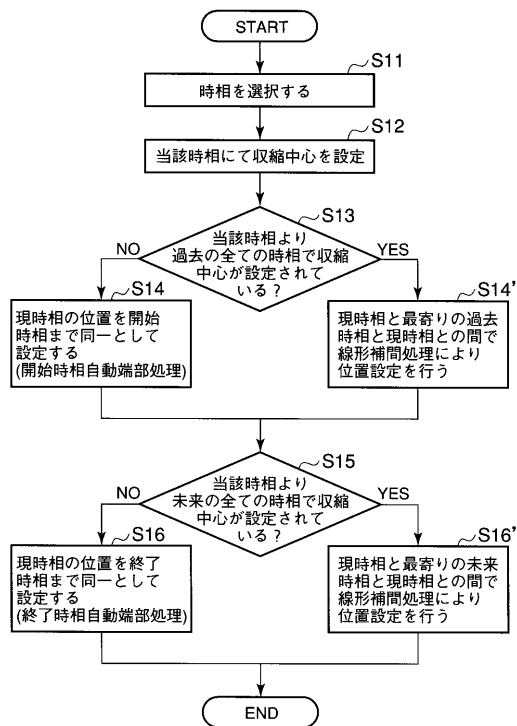 START
S11
時相を選択する
S12
当該時相にて収縮中心を設定
S13
当該時相より
過去の全ての時相で収縮
中心が設定されて
いる？
NO
YES
S14
現時相の位置を開始
時相まで同一として
設定する
(開始時相自動端部処理)
S14'
現時相と最寄りの過去
時相と現時相との間で
線形補間処理により
位置設定を行う
S15
当該時相より
未来の全ての時相で収縮
中心が設定されて
いる？
NO
YES
S16
現時相の位置を終了
時相まで同一として
設定する
(終了時相自動端部処理)
S16'
現時相と最寄りの未来
時相と現時相との間で
線形補間処理により
位置設定を行う
END